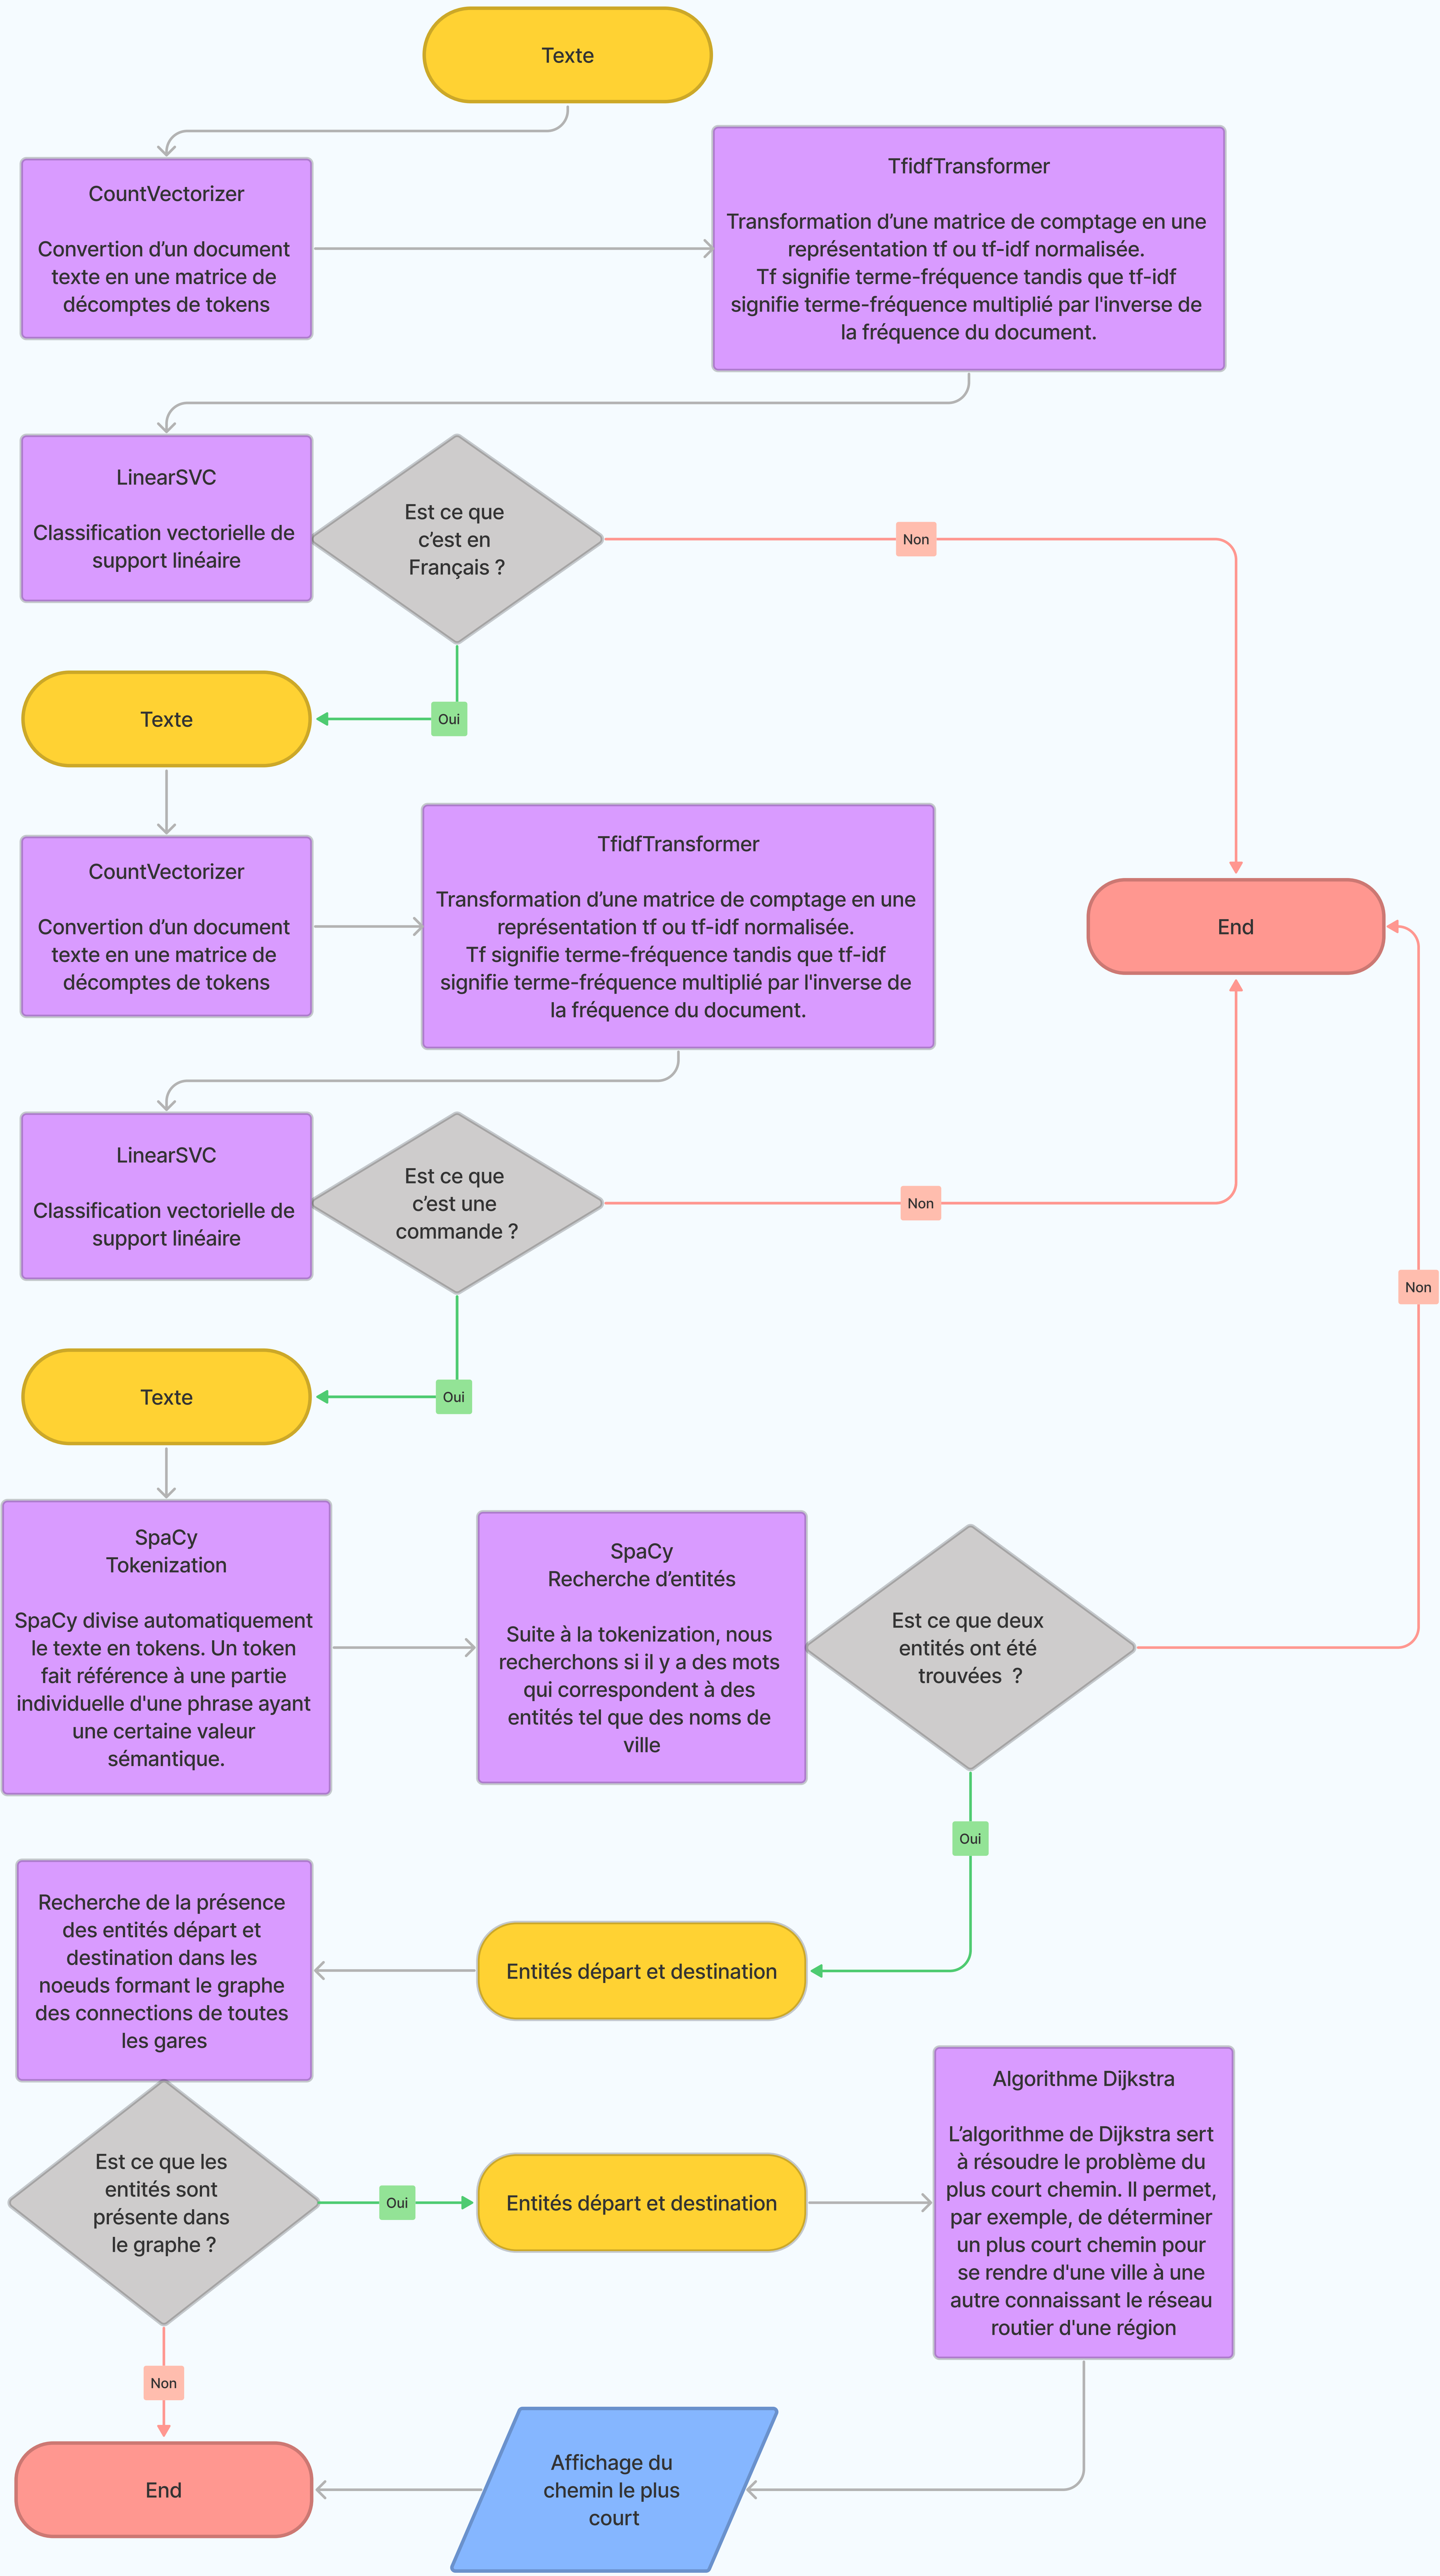 Texte
CountVectorizer
Convertion d’un document
texte en une matrice de
décomptes de tokens
TfidfTransformer
Transformation d’une matrice de comptage en une
représentation tf ou tf-idf normalisée.
Tf signifie terme-fréquence tandis que tf-idf
signifie terme-fréquence multiplié par l'inverse de
la fréquence du document.
LinearSVC
Classification vectorielle de
support linéaire
Est ce que
c’est en
Français ?
Non
Oui
Texte
CountVectorizer
Convertion d’un document
texte en une matrice de
décomptes de tokens
TfidfTransformer
Transformation d’une matrice de comptage en une
représentation tf ou tf-idf normalisée.
Tf signifie terme-fréquence tandis que tf-idf
signifie terme-fréquence multiplié par l'inverse de
la fréquence du document.
End
LinearSVC
Classification vectorielle de
support linéaire
Est ce que
c’est une
commande ?
Non
Non
Oui
Texte
SpaCy
Tokenization
SpaCy divise automatiquement
le texte en tokens. Un token
fait référence à une partie
individuelle d'une phrase ayant
une certaine valeur
sémantique.
SpaCy
Recherche d’entités
Suite à la tokenization, nous
recherchons si il y a des mots
qui correspondent à des
entités tel que des noms de
ville
Est ce que deux
entités ont été
trouvées ?
Oui
Recherche de la présence
des entités départ et
destination dans les
noeuds formant le graphe
des connections de toutes
les gares
Entités départ et destination
Est ce que les
entités sont
présente dans
le graphe ?
Oui
Entités départ et destination
Algorithme Dijkstra
L’algorithme de Dijkstra sert
à résoudre le problème du
plus court chemin. Il permet,
par exemple, de déterminer
un plus court chemin pour
se rendre d'une ville à une
autre connaissant le réseau
routier d'une région
Non
End
Affichage du
chemin le plus
court